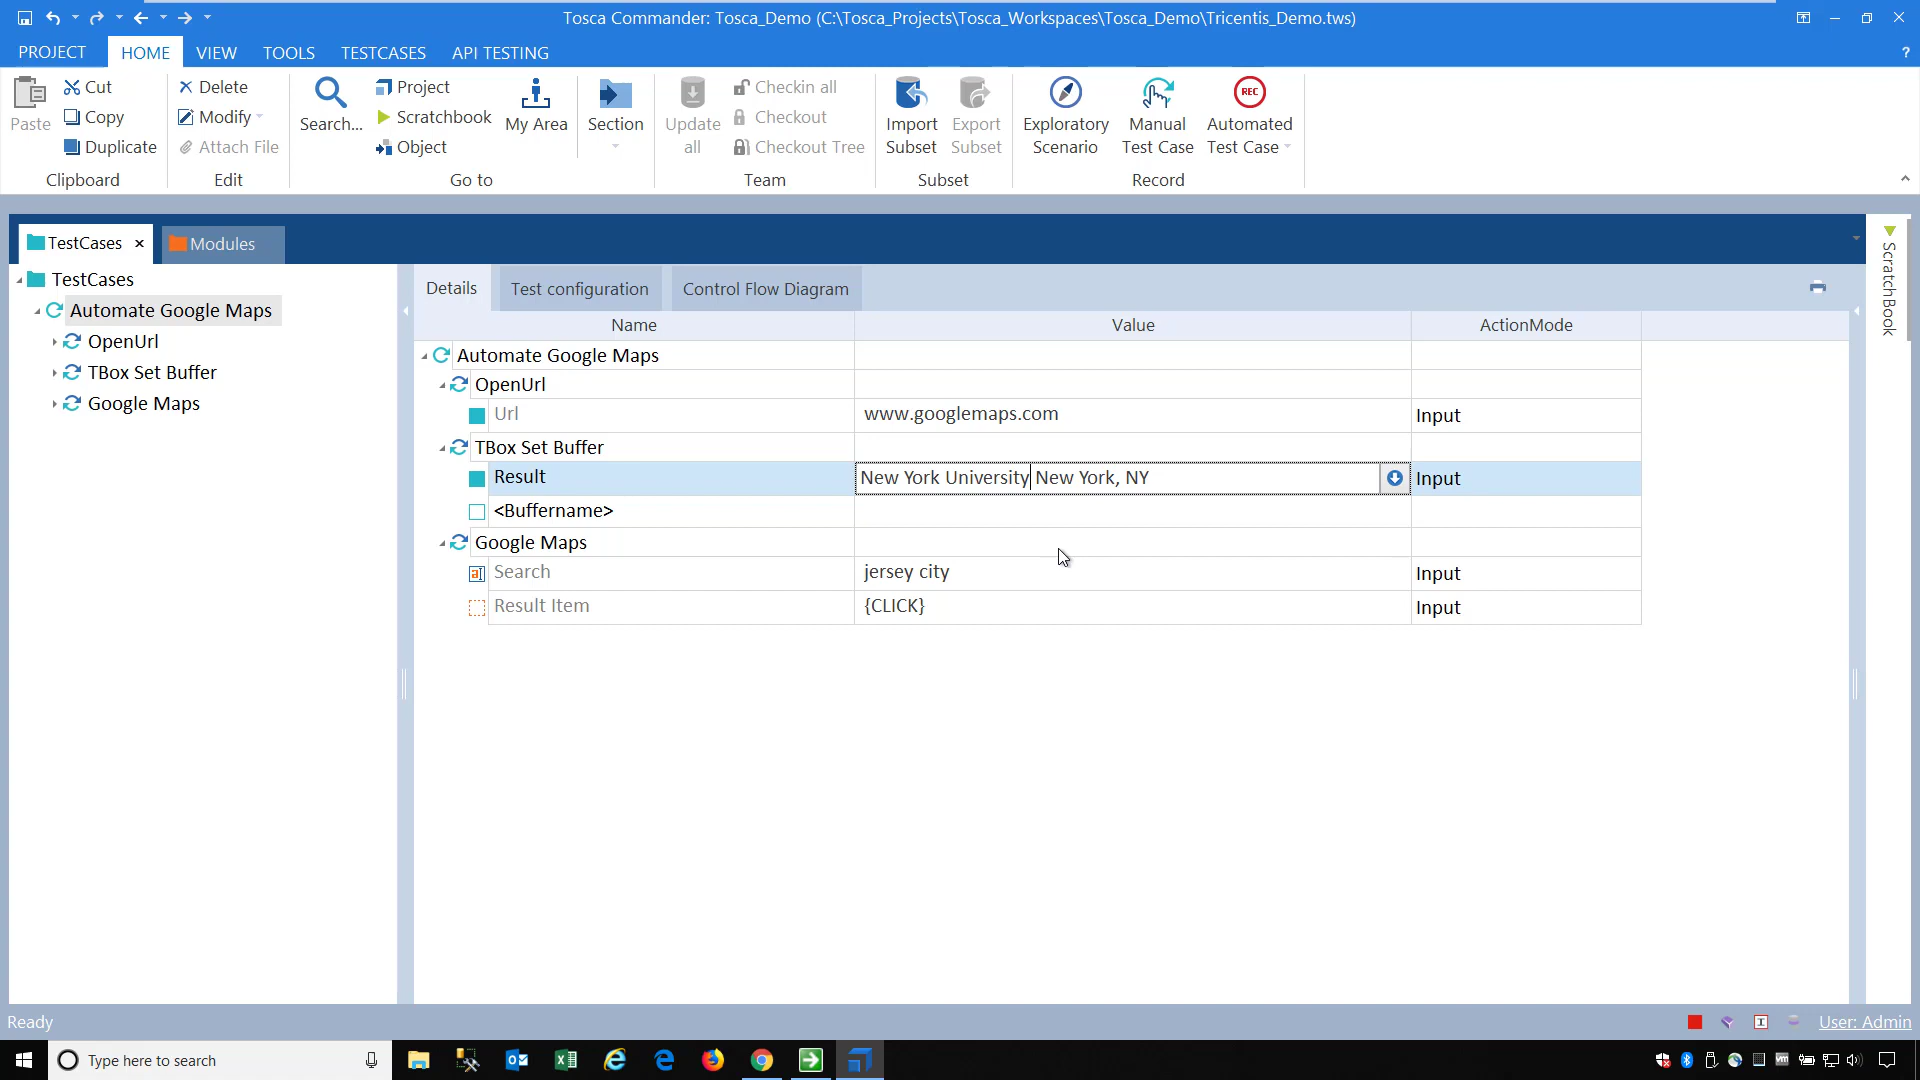 Tosca Commander: Tosca_Demo (C:\Tosca_Projects\Tosca_Workspaces\Tosca_Demo\Tricentis_Demo.tws)
PROJECT HOME VIEW TOOLS TESTCASES API TESTING ?
Paste
Cut
Copy
Duplicate
Clipboard
Delete
Modify
Attach File
Edit
Search...
Project
Scratchbook
Object
My Area
Section
Go to
Update all
Checkin all
Checkout
Checkout Tree
Team
Import Subset
Export Subset
Subset
Exploratory Scenario
Manual Test Case
REC
Automated Test Case
Record
TestCases × Modules
TestCases
Automate Google Maps
OpenUrl
TBox Set Buffer
Google Maps
Details Test configuration Control Flow Diagram
Name Value ActionMode
Automate Google Maps
OpenUrl
Url www.googlemaps.com Input
TBox Set Buffer
Result New York University New York, NY Input
<Buffername>
Google Maps
Search jersey city Input
Result Item {CLICK} Input
ScratchBook
Ready User: Admin
Type here to search